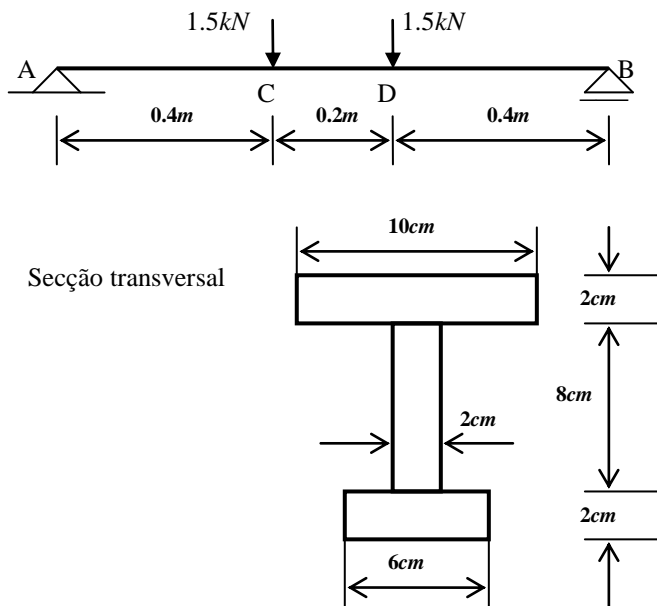 1.5kN 1.5kN
A B
C D
0.4m 0.2m 0.4m
10cm
Secção transversal
2cm
8cm
2cm
2cm
6cm